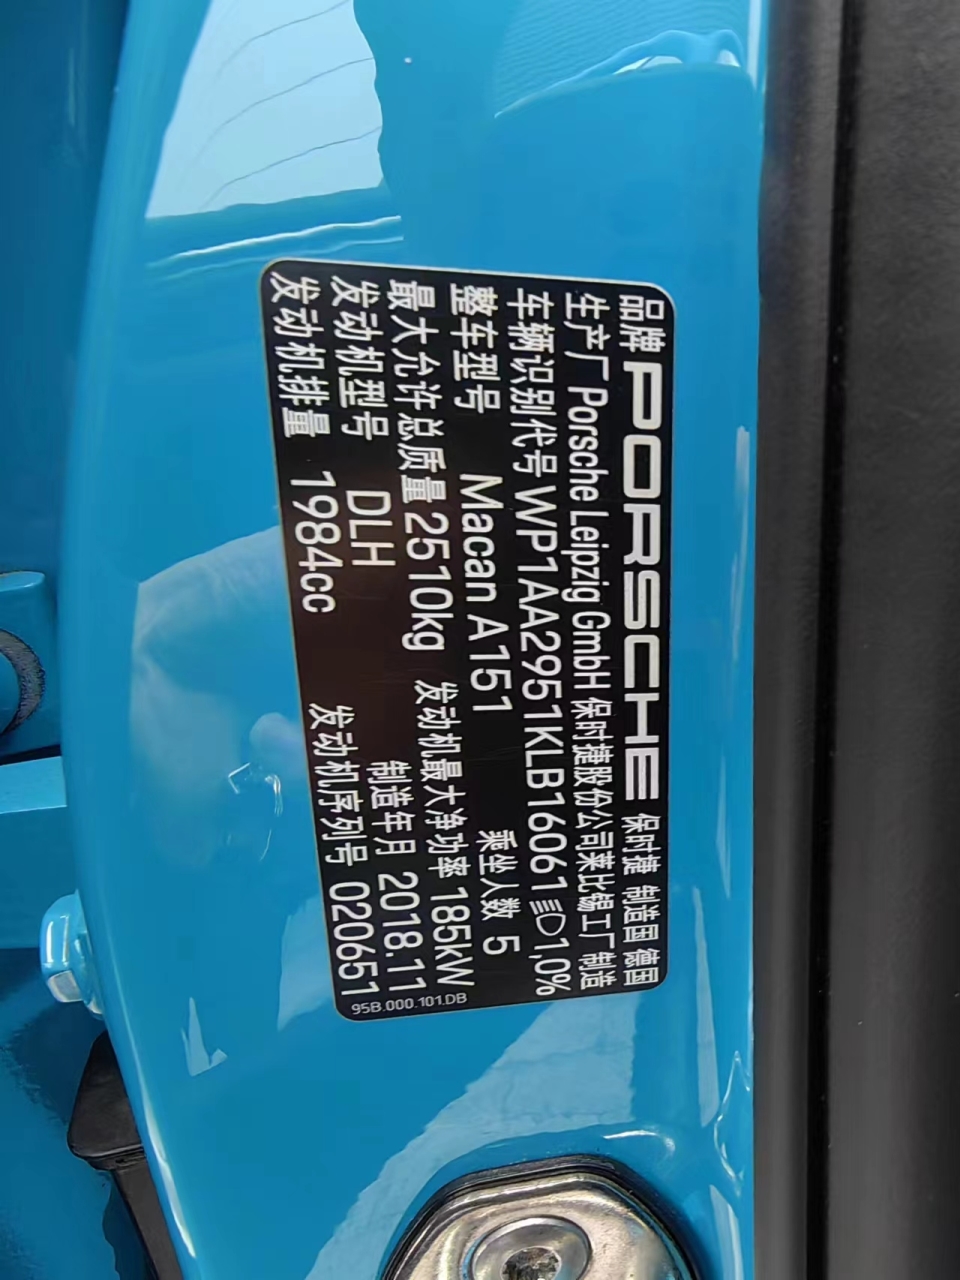 品牌 PORSCHE 保时捷 制造国 德国
生产厂 Porsche Leipzig GmbH 保时捷股份公司莱比锡工厂制造
车辆识别代号 WP1AA2951KLB16061 1,0%
整车型号 Macan A151 乘坐人数 5
最大允许总质量 2510kg 发动机最大净功率 185kW
发动机型号 DLH 制造年月 2018.11
发动机排量 1984cc 发动机序列号 020651
95B.000.101.DB